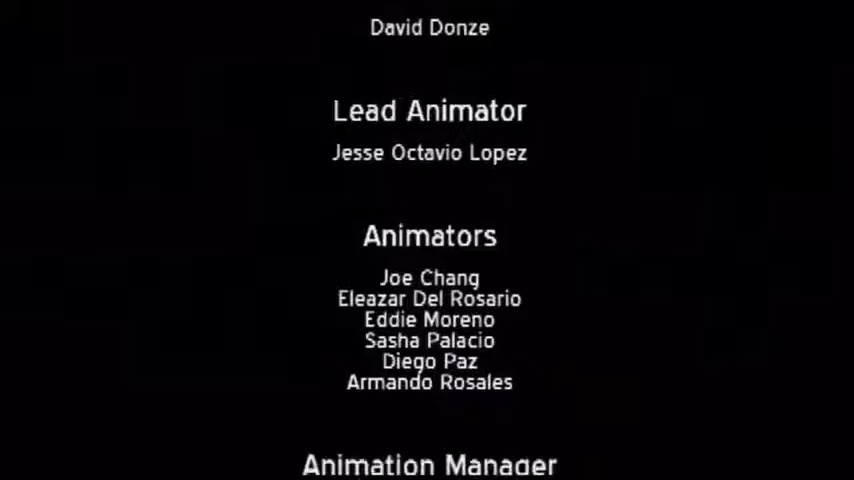 David Donze
Lead Animator
Jesse Octavio Lopez
Animators
Joe Chang
Eleazar Del Rosario
Eddie Moreno
Sasha Palacio
Diego Paz
Armando Rosales
Animation Manager